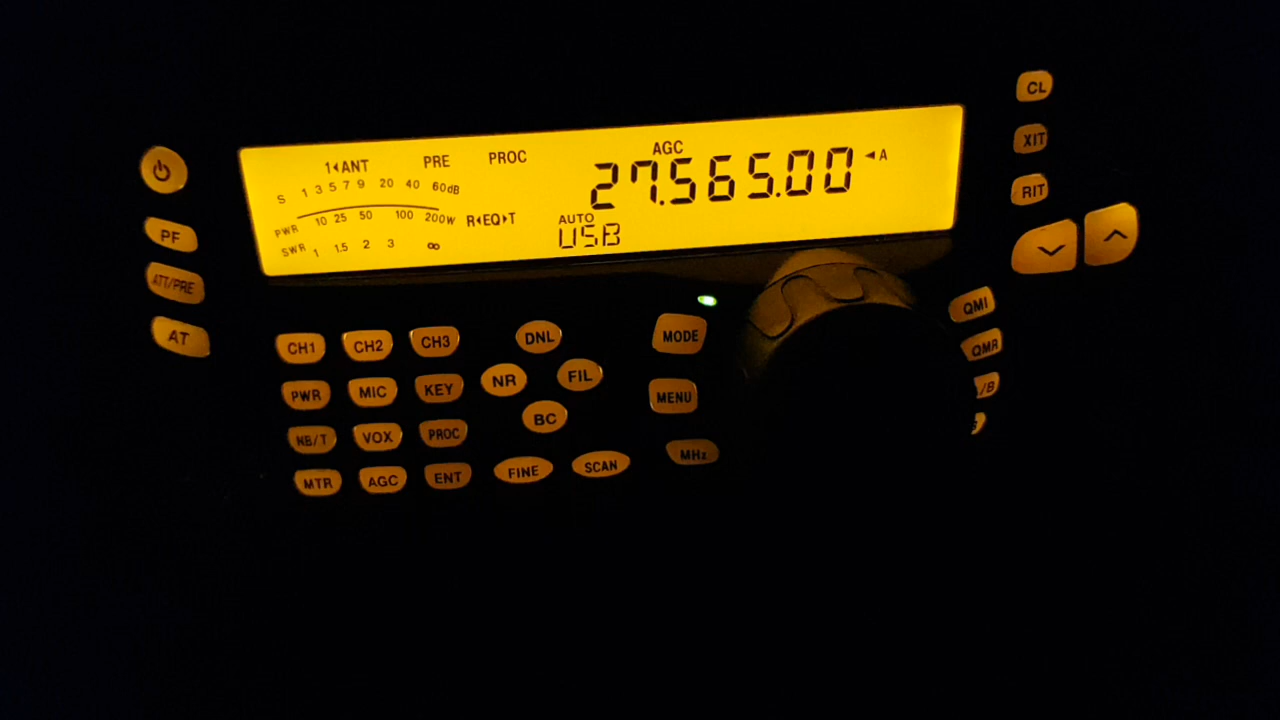 1◂ANT PRE PROC AGC
27.565.00 ◂A
S 1 3 5 7 9 20 40 60dB
PWR 10 25 50 100 200W R◂EQ▸T AUTO
SWR 1 1.5 2 3 ∞ USB
CL
XIT
RIT
PF
ATT/PRE
AT
CH1 CH2 CH3 DNL MODE QMI
PWR MIC KEY NR FIL MENU QMR
NB/T VOX PROC BC /B
MTR AGC ENT FINE SCAN MHz